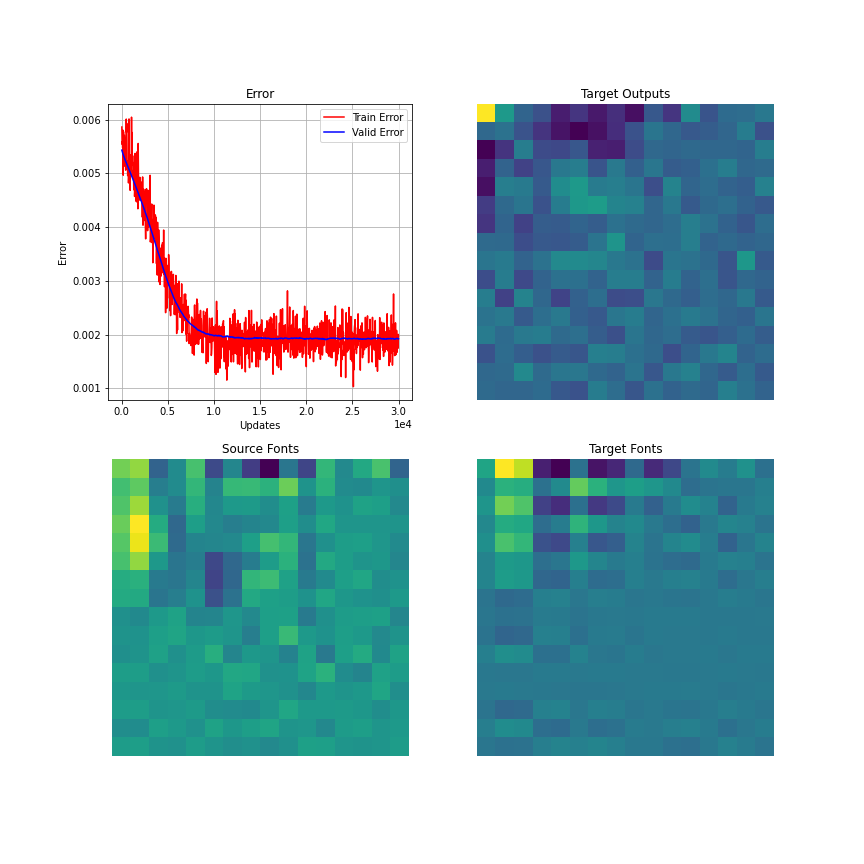 Error
Train Error
Valid Error
0.006
0.005
0.004
0.003
0.002
0.001
Error
0.0 0.5 1.0 1.5 2.0 2.5 3.0
1e4
Updates
Target Outputs
Source Fonts
Target Fonts